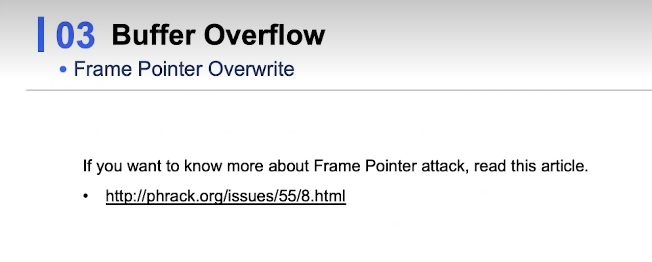 03 Buffer Overflow
• Frame Pointer Overwrite
If you want to know more about Frame Pointer attack, read this article.
• http://phrack.org/issues/55/8.html